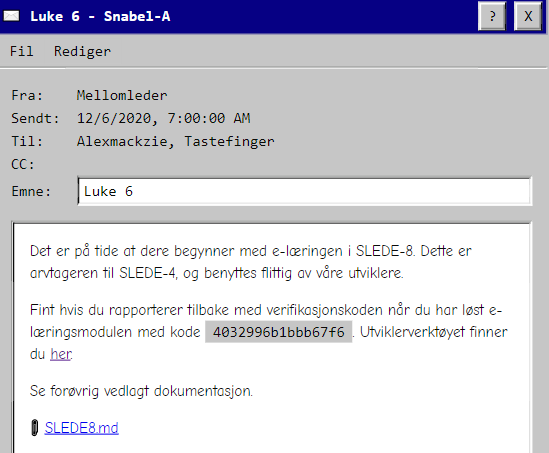 Luke 6 - Snabel-A
? X
Fil Rediger
Fra: Mellomleder
Sendt: 12/6/2020, 7:00:00 AM
Til: Alexmackzie, Tastefinger
CC:
Emne: Luke 6
Det er på tide at dere begynner med e-læringen i SLEDE-8. Dette er
arvtageren til SLEDE-4, og benyttes flittig av våre utviklere.
Fint hvis du rapporterer tilbake med verifikasjonskoden når du har løst e-
læringsmodulen med kode 4032996b1bbb67f6. Utviklerverktøyet finner
du her.
Se forøvrig vedlagt dokumentasjon.
SLEDE8.md